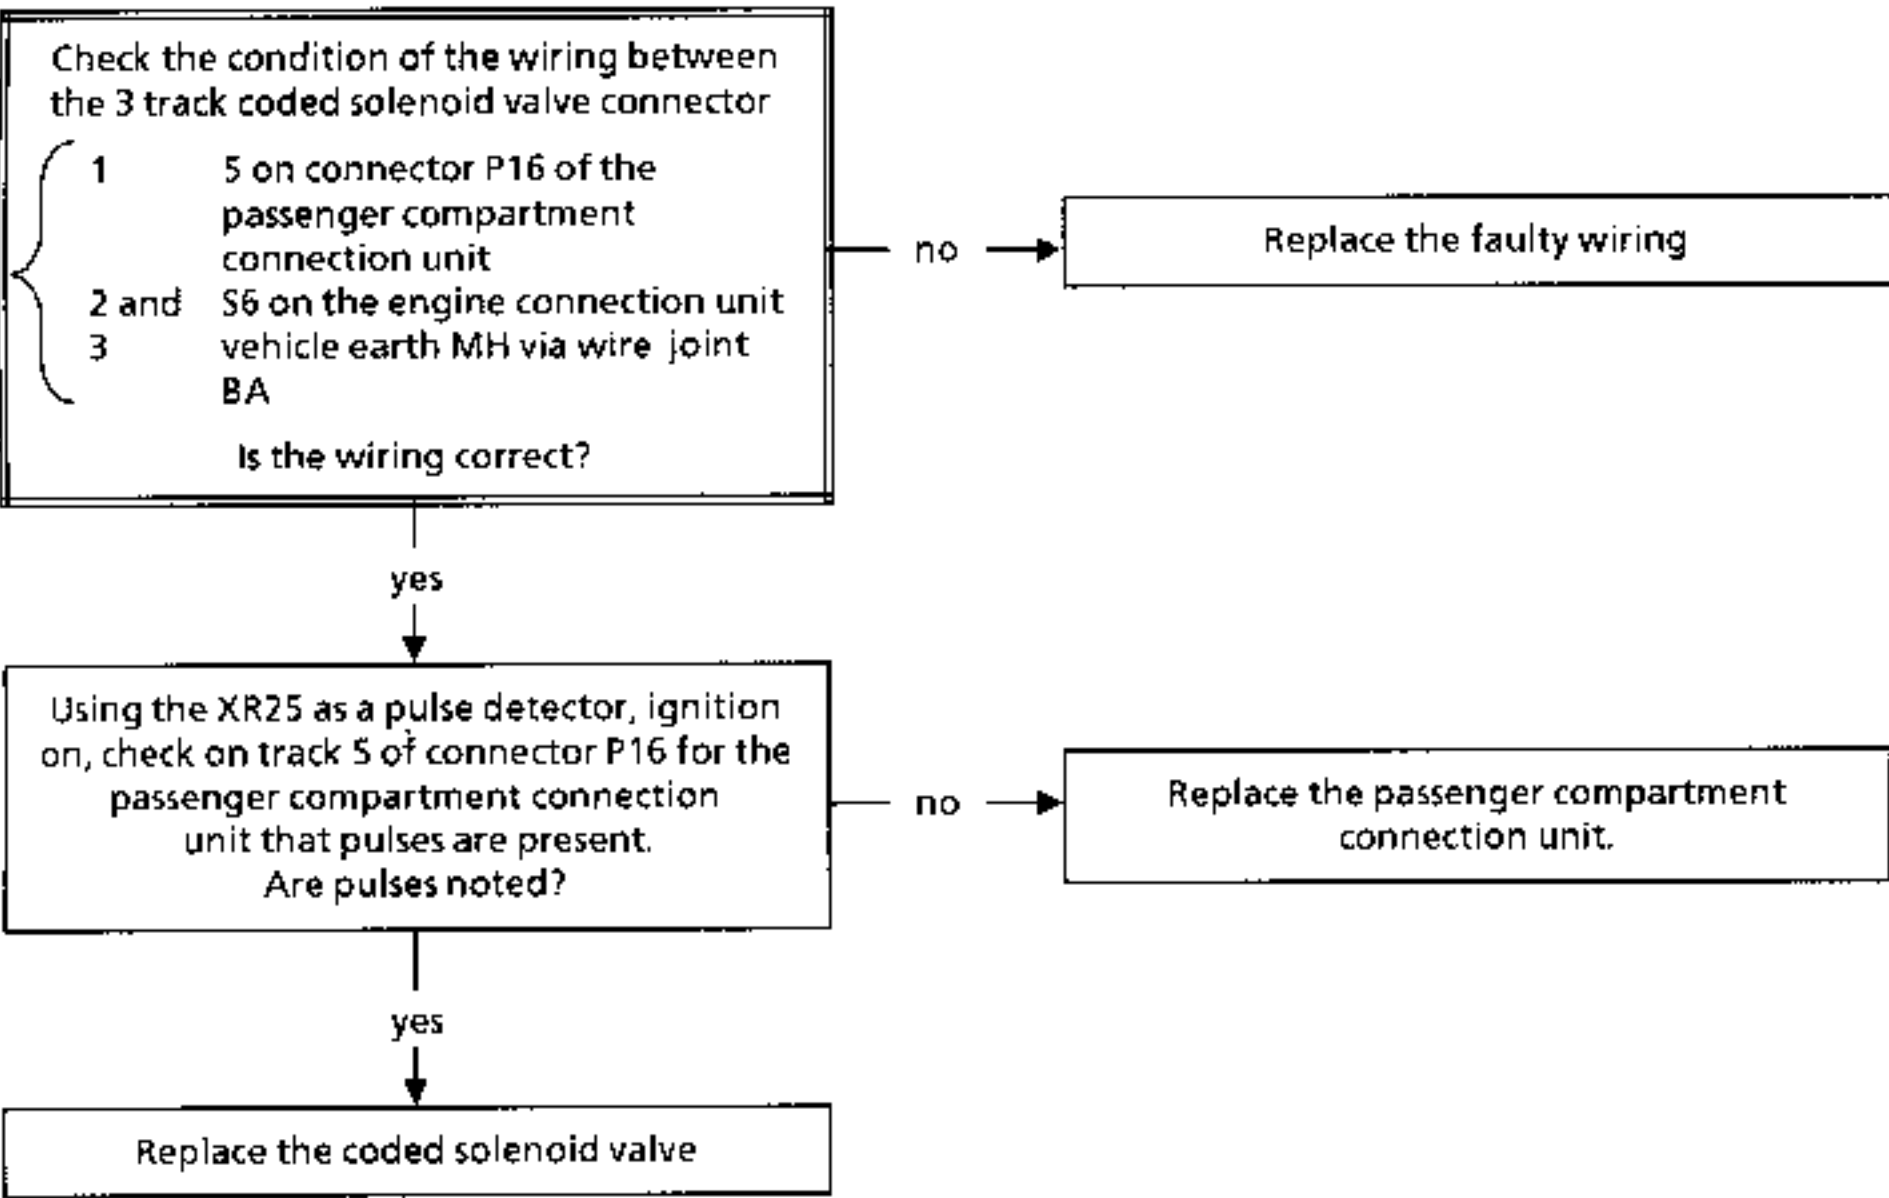 Check the condition of the wiring between
the 3 track coded solenoid valve connector
1 5 on connector P16 of the
passenger compartment
connection unit
2 and S6 on the engine connection unit
3 vehicle earth MH via wire joint
BA
Is the wiring correct?
no
Replace the faulty wiring
yes
Using the XR25 as a pulse detector, ignition
on, check on track 5 of connector P16 for the
passenger compartment connection
unit that pulses are present.
Are pulses noted?
no
Replace the passenger compartment
connection unit.
yes
Replace the coded solenoid valve